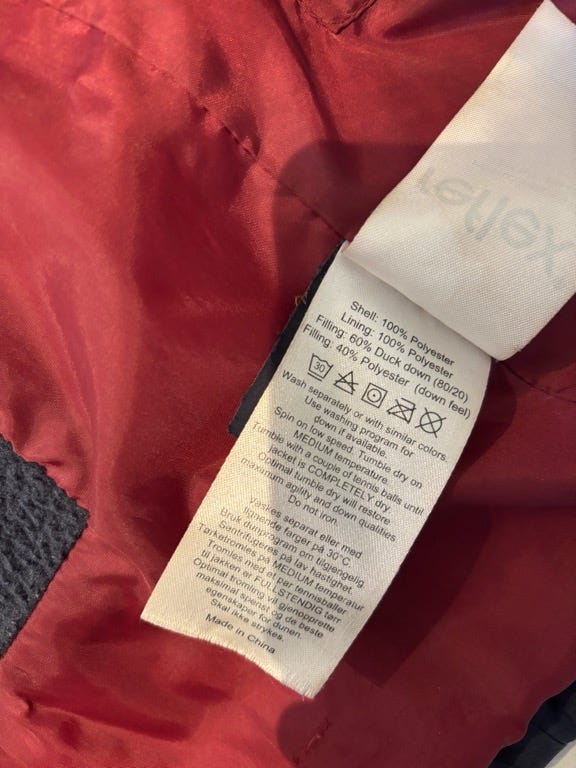 reflex
Shell: 100% Polyester
Lining: 100% Polyester
Filling: 60% Duck down (80/20)
Filling: 40% Polyester (down feel)
30
Wash separately or with similar colors.
Use washing program for
down if available.
Spin on low speed. Tumble dry on
MEDIUM temperature.
Tumble with a couple of tennis balls until
jacket is COMPLETELY dry.
Optimal tumble dry will restore
maximum agility and down qualities
Do not iron.
Vaskes separat eller med
lignende farger på 30°C.
Bruk dunprogram om tilgjengelig
Sentrifugeres på lav hastighet.
Tørketromles på MEDIUM temperatur
Tromles med et par tennisballer
til jakken er FULLSTENDIG tørr
Optimal tromling vil gjenopprette
maksimal spenst og de beste
egenskaper for dunen.
Skal ikke strykes.
Made in China